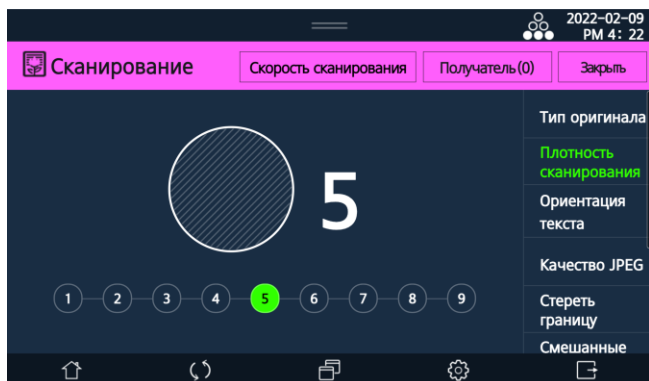 2022-02-09
PM 4: 22
Сканирование
Скорость сканирования
Получатель(0)
Закрыть
5
1 2 3 4 5 6 7 8 9
Тип оригинала
Плотность
сканирования
Ориентация
текста
Качество JPEG
Стереть
границу
Смешанные